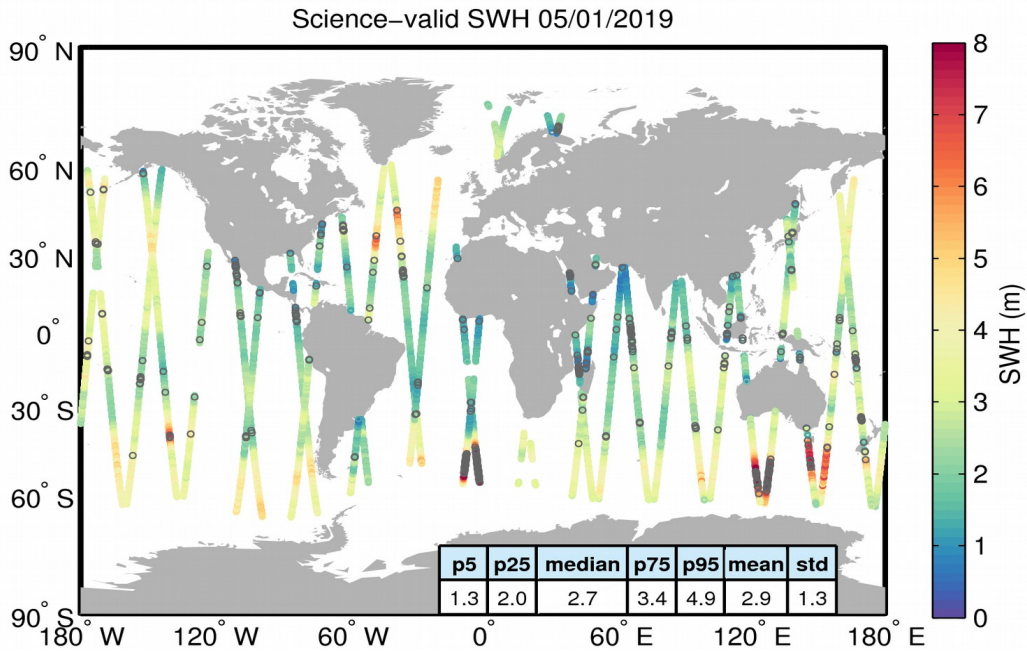 Science−valid SWH 05/01/2019
90° N
60° N
30° N
0°
30° S
60° S
90° S
180° W
120° W
60° W
0°
60° E
120° E
180° E
p5 p25 median p75 p95 mean std
1.3 2.0 2.7 3.4 4.9 2.9 1.3
8
7
6
5
4
3
2
1
0
SWH (m)